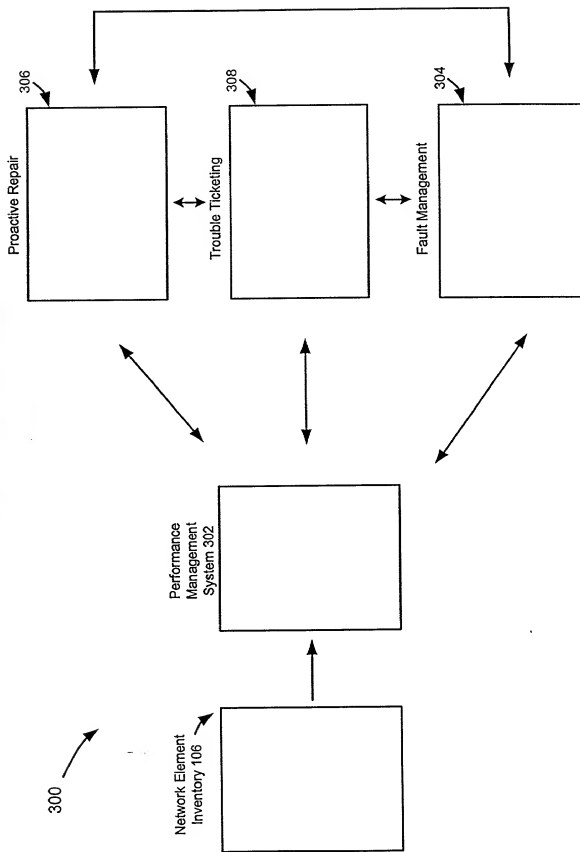 300
Network Element
Inventory 106
Performance
Management
System 302
Proactive Repair
306
Trouble Ticketing
308
Fault Management
304